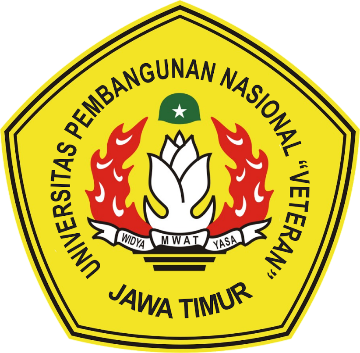 UNIVERSITAS PEMBANGUNAN NASIONAL "VETERAN"
WIDYA MWAT YASA
JAWA TIMUR